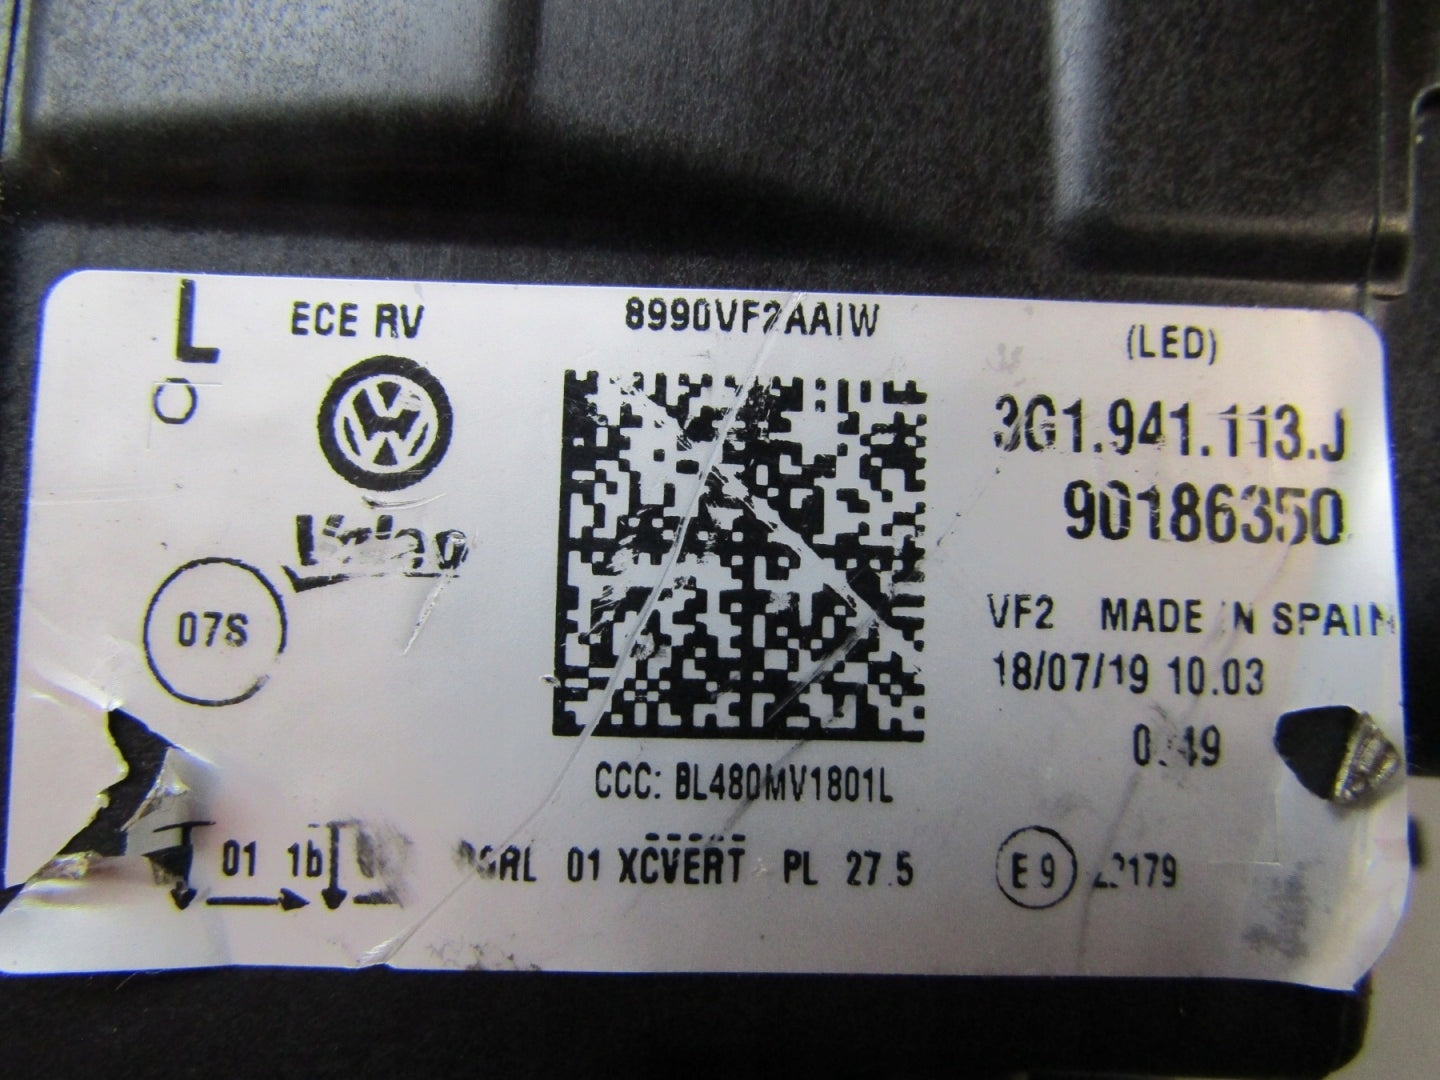 L
ECE RV
8990VF2AAIW
(LED)
3G1.941.113.J
90186350
Valeo
07S
VF2 MADE IN SPAIN
18/07/19 10.03
CCC: BL480MV1801L
01 1b
01 XCVERT PL 27.5
E9